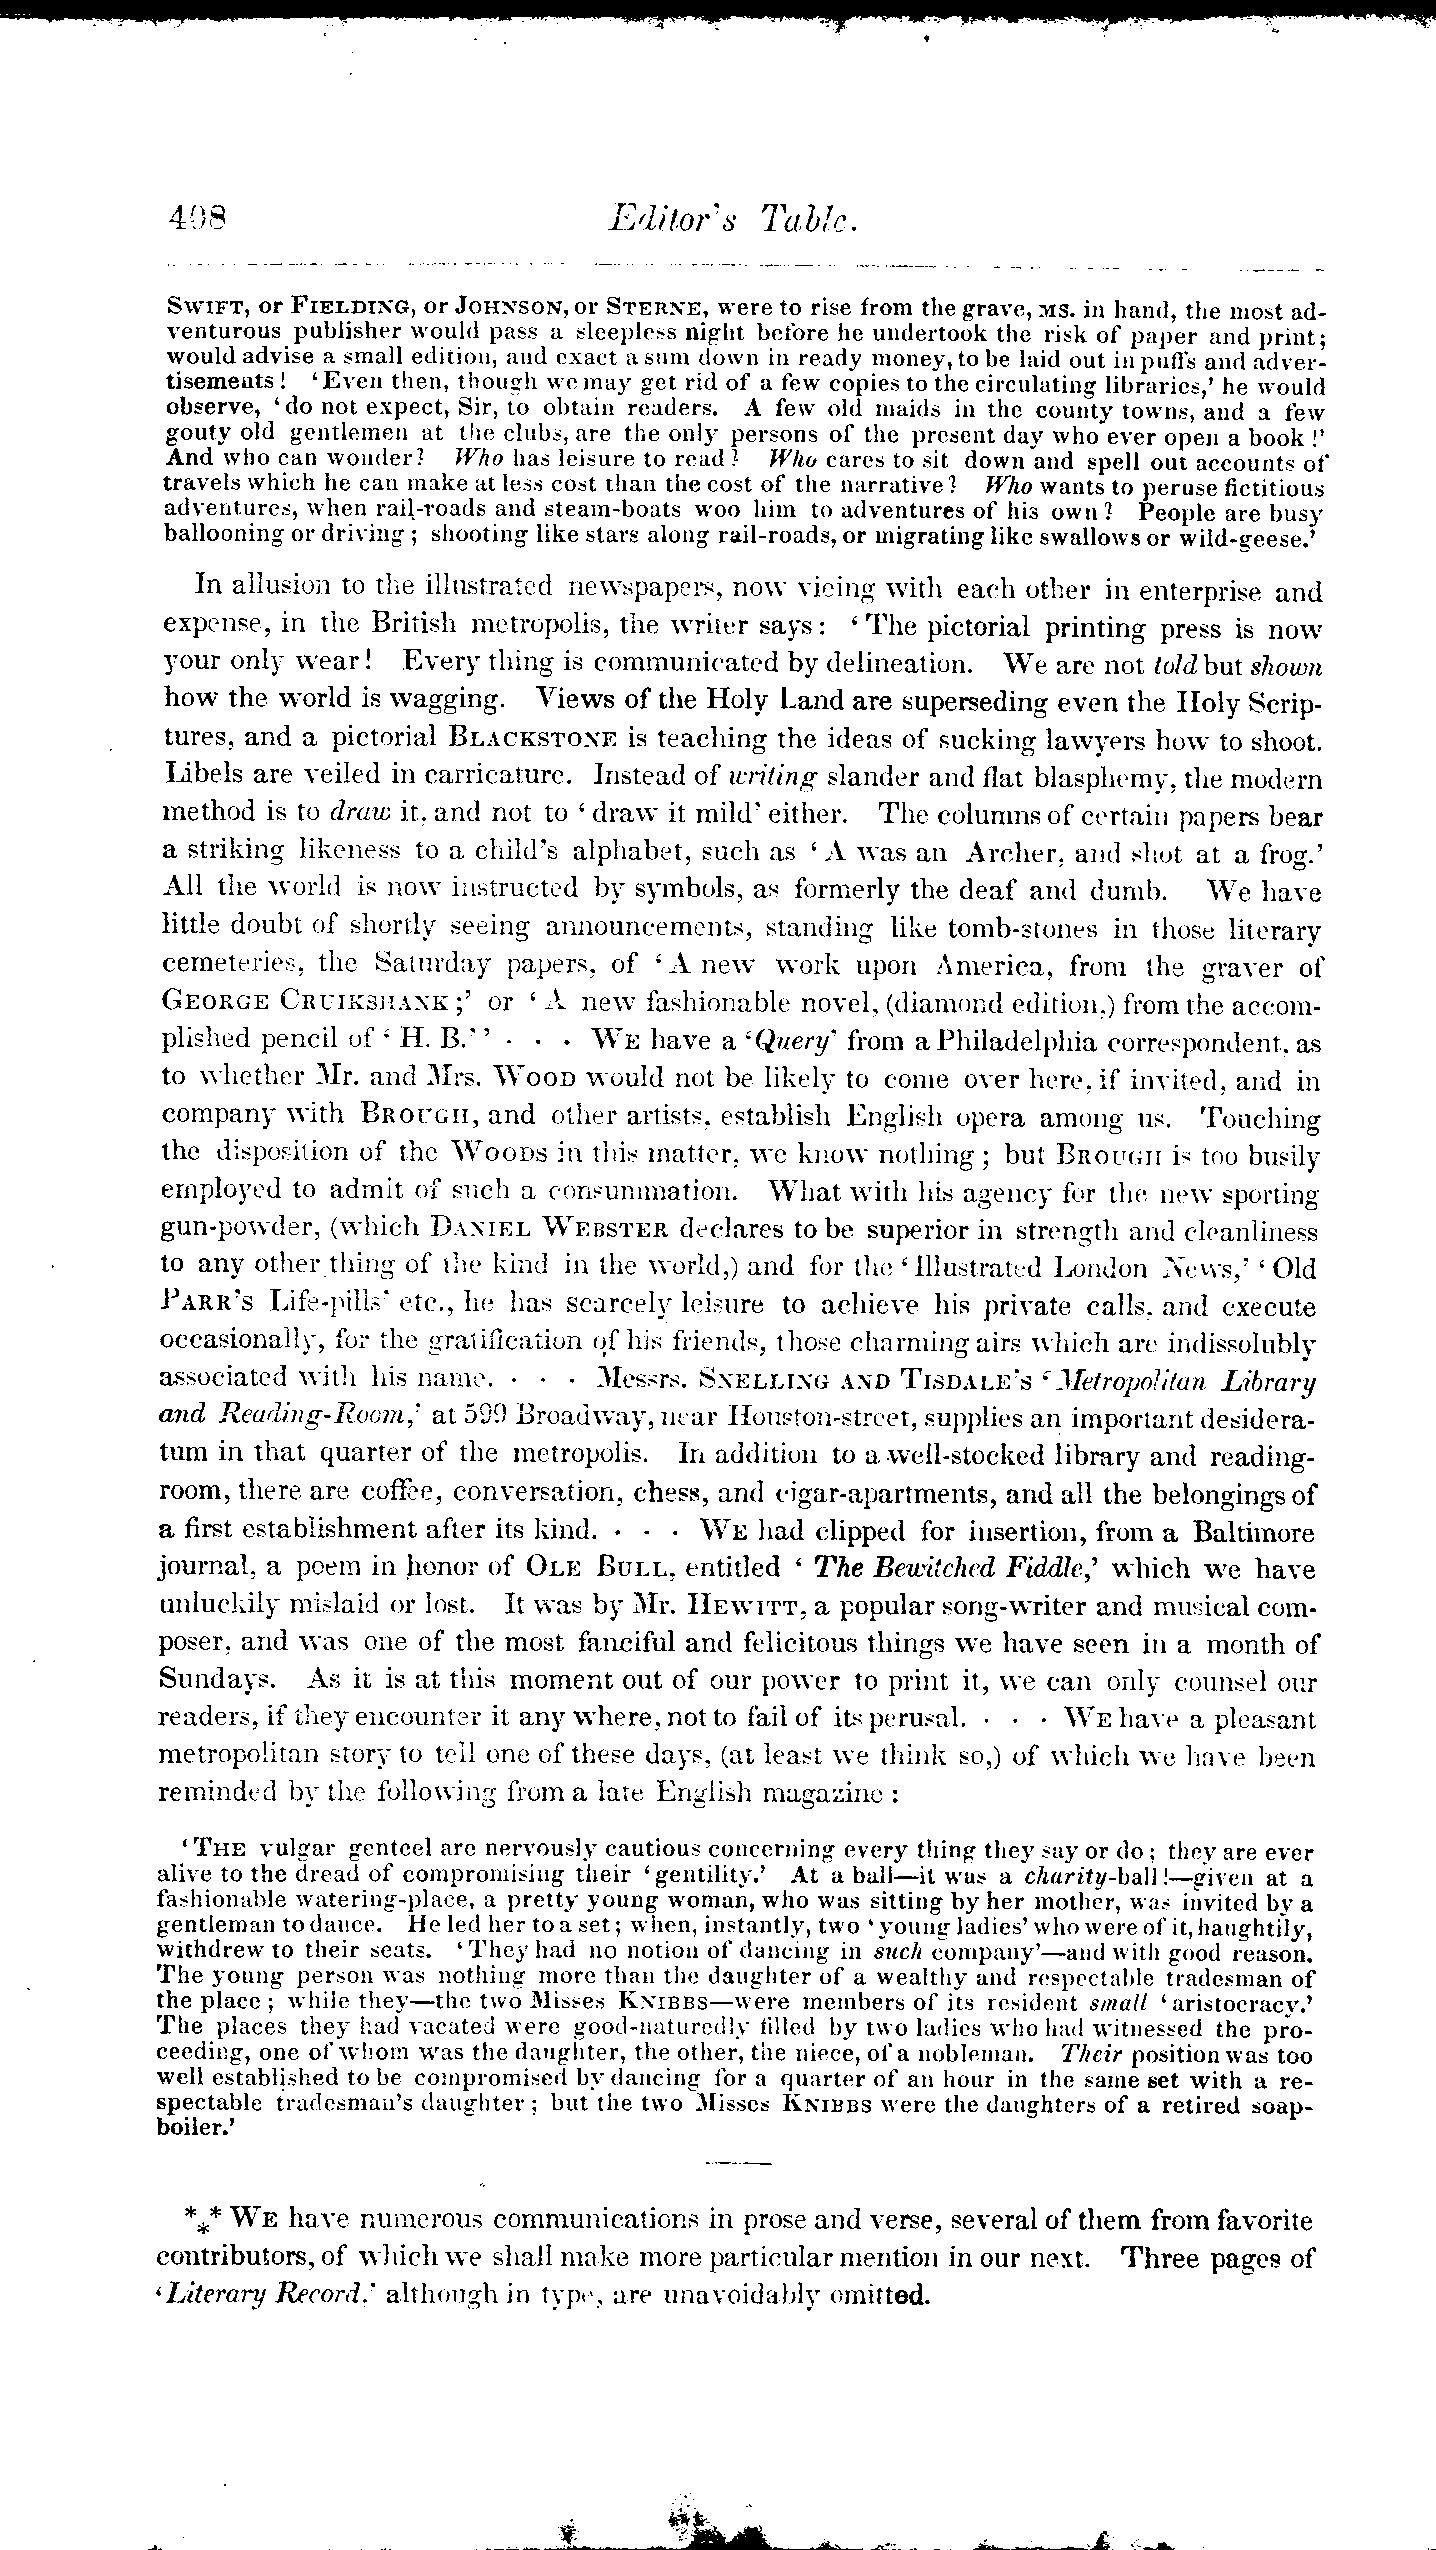 408 Editor's Table.
SWIFT, or FIELDING, or JOHNSON, or STERNE, were to rise from the grave, MS. in hand, the most ad-
venturous publisher would pass a sleepless night before he undertook the risk of paper and print;
would advise a small edition, and exact a sum down in ready money, to be laid out in puffs and adver-
tisements! 'Even then, though we may get rid of a few copies to the circulating libraries,' he would
observe, 'do not expect, Sir, to obtain readers. A few old maids in the county towns, and a few
gouty old gentlemen at the clubs, are the only persons of the present day who ever open a book!'
And who can wonder? Who has leisure to read? Who cares to sit down and spell out accounts of
travels which he can make at less cost than the cost of the narrative? Who wants to peruse fictitious
adventures, when rail-roads and steam-boats woo him to adventures of his own? People are busy
ballooning or driving; shooting like stars along rail-roads, or migrating like swallows or wild-geese.'
In allusion to the illustrated newspapers, now vieing with each other in enterprise and
expense, in the British metropolis, the writer says: 'The pictorial printing press is now
your only wear! Every thing is communicated by delineation. We are not told but shown
how the world is wagging. Views of the Holy Land are superseding even the Holy Scrip-
tures, and a pictorial BLACKSTONE is teaching the ideas of sucking lawyers how to shoot.
Libels are veiled in carricature. Instead of writing slander and flat blasphemy, the modern
method is to draw it, and not to 'draw it mild' either. The columns of certain papers bear
a striking likeness to a child's alphabet, such as 'A was an Archer, and shot at a frog.'
All the world is now instructed by symbols, as formerly the deaf and dumb. We have
little doubt of shortly seeing announcements, standing like tomb-stones in those literary
cemeteries, the Saturday papers, of 'A new work upon America, from the graver of
GEORGE CRUIKSHANK;' or 'A new fashionable novel, (diamond edition,) from the accom-
plished pencil of 'H. B.'' · · · WE have a 'Query' from a Philadelphia correspondent, as
to whether Mr. and Mrs. WOOD would not be likely to come over here, if invited, and in
company with BROUGH, and other artists, establish English opera among us. Touching
the disposition of the WOODS in this matter, we know nothing; but BROUGH is too busily
employed to admit of such a consummation. What with his agency for the new sporting
gun-powder, (which DANIEL WEBSTER declares to be superior in strength and cleanliness
to any other thing of the kind in the world,) and for the 'Illustrated London News,' 'Old
PARR'S Life-pills' etc., he has scarcely leisure to achieve his private calls, and execute
occasionally, for the gratification of his friends, those charming airs which are indissolubly
associated with his name. · · · Messrs. SNELLING AND TISDALE'S 'Metropolitan Library
and Reading-Room,' at 599 Broadway, near Houston-street, supplies an important desidera-
tum in that quarter of the metropolis. In addition to a well-stocked library and reading-
room, there are coffee, conversation, chess, and cigar-apartments, and all the belongings of
a first establishment after its kind. · · · WE had clipped for insertion, from a Baltimore
journal, a poem in honor of OLE BULL, entitled 'The Bewitched Fiddle,' which we have
unluckily mislaid or lost. It was by Mr. HEWITT, a popular song-writer and musical com-
poser, and was one of the most fanciful and felicitous things we have seen in a month of
Sundays. As it is at this moment out of our power to print it, we can only counsel our
readers, if they encounter it any where, not to fail of its perusal. · · · WE have a pleasant
metropolitan story to tell one of these days, (at least we think so,) of which we have been
reminded by the following from a late English magazine:
'THE vulgar genteel are nervously cautious concerning every thing they say or do; they are ever
alive to the dread of compromising their 'gentility.' At a ball—it was a charity-ball!—given at a
fashionable watering-place, a pretty young woman, who was sitting by her mother, was invited by a
gentleman to dance. He led her to a set; when, instantly, two 'young ladies' who were of it, haughtily,
withdrew to their seats. 'They had no notion of dancing in such company'—and with good reason.
The young person was nothing more than the daughter of a wealthy and respectable tradesman of
the place; while they—the two Misses KNIBBS—were members of its resident small 'aristocracy.'
The places they had vacated were good-naturedly filled by two ladies who had witnessed the pro-
ceeding, one of whom was the daughter, the other, the niece, of a nobleman. Their position was too
well established to be compromised by dancing for a quarter of an hour in the same set with a re-
spectable tradesman's daughter; but the two Misses KNIBBS were the daughters of a retired soap-
boiler.'
*⁎* WE have numerous communications in prose and verse, several of them from favorite
contributors, of which we shall make more particular mention in our next. Three pages of
'Literary Record,' although in type, are unavoidably omitted.